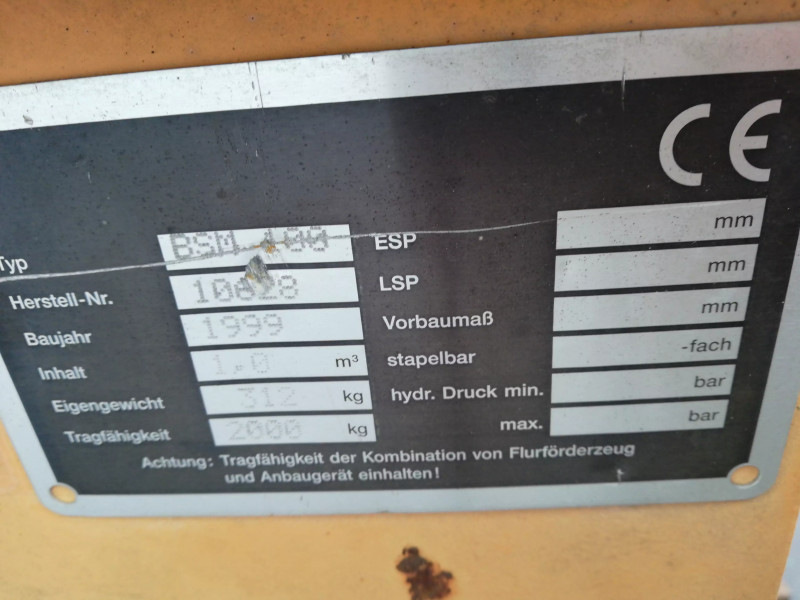 CE
Typ BSM 100 ESP mm
Herstell-Nr. LSP mm
Baujahr 1999 Vorbaumaß mm
Inhalt 1.0 m³ stapelbar -fach
Eigengewicht 312 kg hydr. Druck min. bar
Tragfähigkeit 2000 kg max. bar
Achtung: Tragfähigkeit der Kombination von Flurförderzeug
und Anbaugerät einhalten!